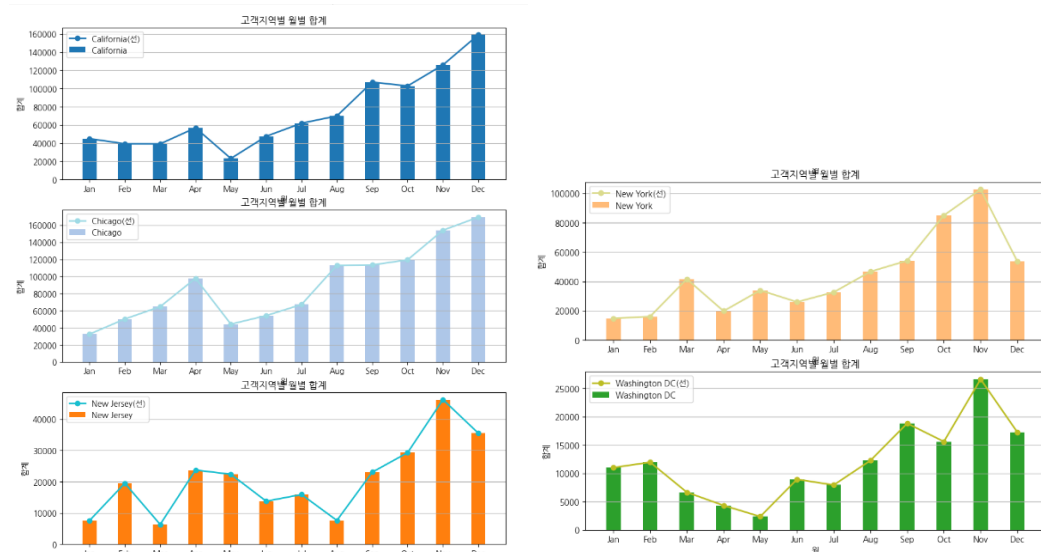 고객지역별 월별 합계
California(선)
California
160000
140000
120000
100000
80000
60000
40000
20000
0
합계
Jan Feb Mar Apr May Jun Jul Aug Sep Oct Nov Dec
월
고객지역별 월별 합계
Chicago(선)
Chicago
160000
140000
120000
100000
80000
60000
40000
20000
0
합계
Jan Feb Mar Apr May Jun Jul Aug Sep Oct Nov Dec
월
고객지역별 월별 합계
New Jersey(선)
New Jersey
40000
30000
20000
10000
0
합계
월
고객지역별 월별 합계
New York(선)
New York
100000
80000
60000
40000
20000
0
합계
Jan Feb Mar Apr May Jun Jul Aug Sep Oct Nov Dec
월
고객지역별 월별 합계
Washington DC(선)
Washington DC
25000
20000
15000
10000
5000
0
합계
Jan Feb Mar Apr May Jun Jul Aug Sep Oct Nov Dec
월